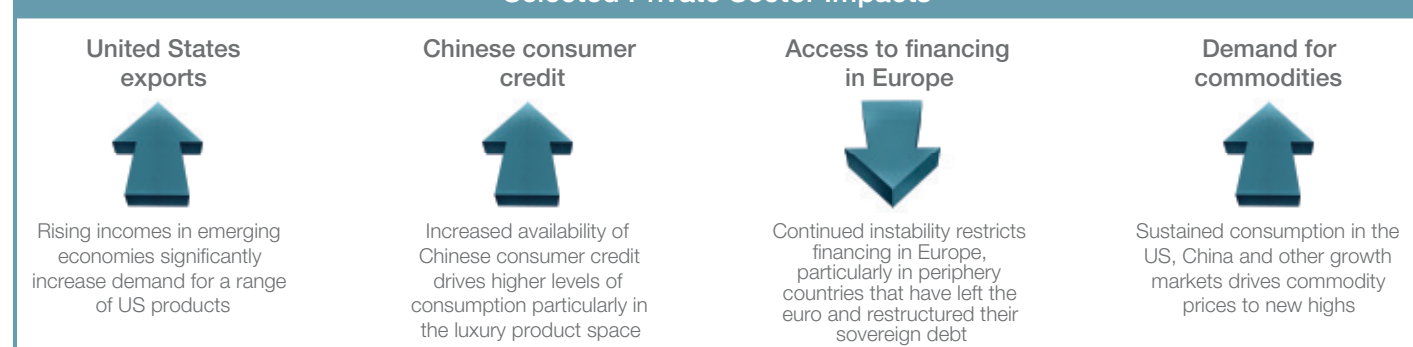 Selected Private Sector Impacts
United States
exports
Rising incomes in emerging
economies significantly
increase demand for a range
of US products
Chinese consumer
credit
Increased availability of
Chinese consumer credit
drives higher levels of
consumption particularly in
the luxury product space
Access to financing
in Europe
Continued instability restricts
financing in Europe,
particularly in periphery
countries that have left the
euro and restructured their
sovereign debt
Demand for
commodities
Sustained consumption in the
US, China and other growth
markets drives commodity
prices to new highs